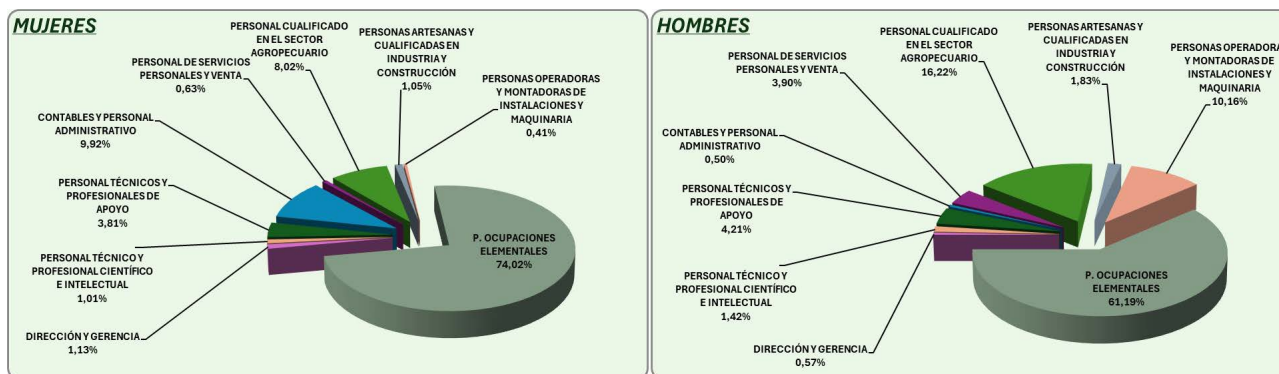 MUJERES
PERSONAL CUALIFICADO
EN EL SECTOR
AGROPECUARIO
8,02%
PERSONAS ARTESANAS Y
CUALIFICADAS EN
INDUSTRIA Y
CONSTRUCCIÓN
1,05%
PERSONAL DE SERVICIOS
PERSONALES Y VENTA
0,63%
PERSONAS OPERADORAS
Y MONTADORAS DE
INSTALACIONES Y
MAQUINARIA
0,41%
CONTABLES Y PERSONAL
ADMINISTRATIVO
9,92%
PERSONAL TÉCNICOS Y
PROFESIONALES DE
APOYO
3,81%
P. OCUPACIONES
ELEMENTALES
74,02%
PERSONAL TÉCNICO Y
PROFESIONAL CIENTÍFICO
E INTELECTUAL
1,01%
DIRECCIÓN Y GERENCIA
1,13%
HOMBRES
PERSONAL CUALIFICADO
EN EL SECTOR
AGROPECUARIO
16,22%
PERSONAS ARTESANAS Y
CUALIFICADAS EN
INDUSTRIA Y
CONSTRUCCIÓN
1,83%
PERSONAL DE SERVICIOS
PERSONALES Y VENTA
3,90%
PERSONAS OPERADORA
Y MONTADORAS DE
INSTALACIONES Y
MAQUINARIA
10,16%
CONTABLES Y PERSONAL
ADMINISTRATIVO
0,50%
PERSONAL TÉCNICOS Y
PROFESIONALES DE
APOYO
4,21%
P. OCUPACIONES
ELEMENTALES
61,19%
PERSONAL TÉCNICO Y
PROFESIONAL CIENTÍFICO
E INTELECTUAL
1,42%
DIRECCIÓN Y GERENCIA
0,57%